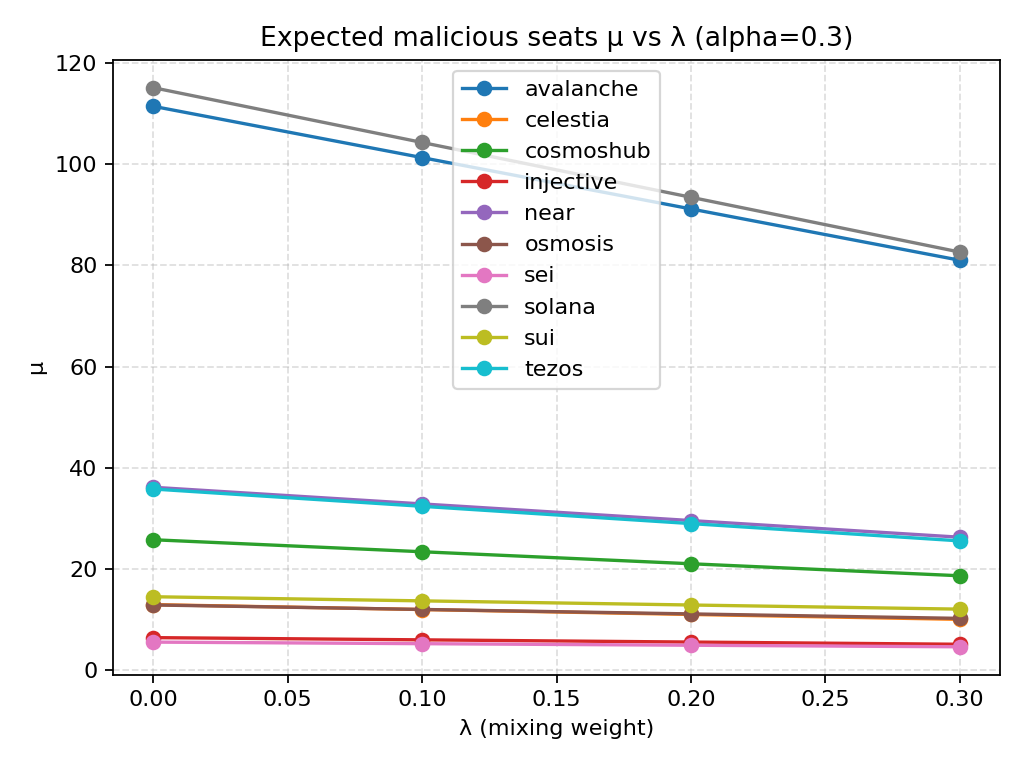 Expected malicious seats μ vs λ (alpha=0.3)
120
100
80
60
40
20
0
μ
avalanche
celestia
cosmoshub
injective
near
osmosis
sei
solana
sui
tezos
0.00 0.05 0.10 0.15 0.20 0.25 0.30
λ (mixing weight)